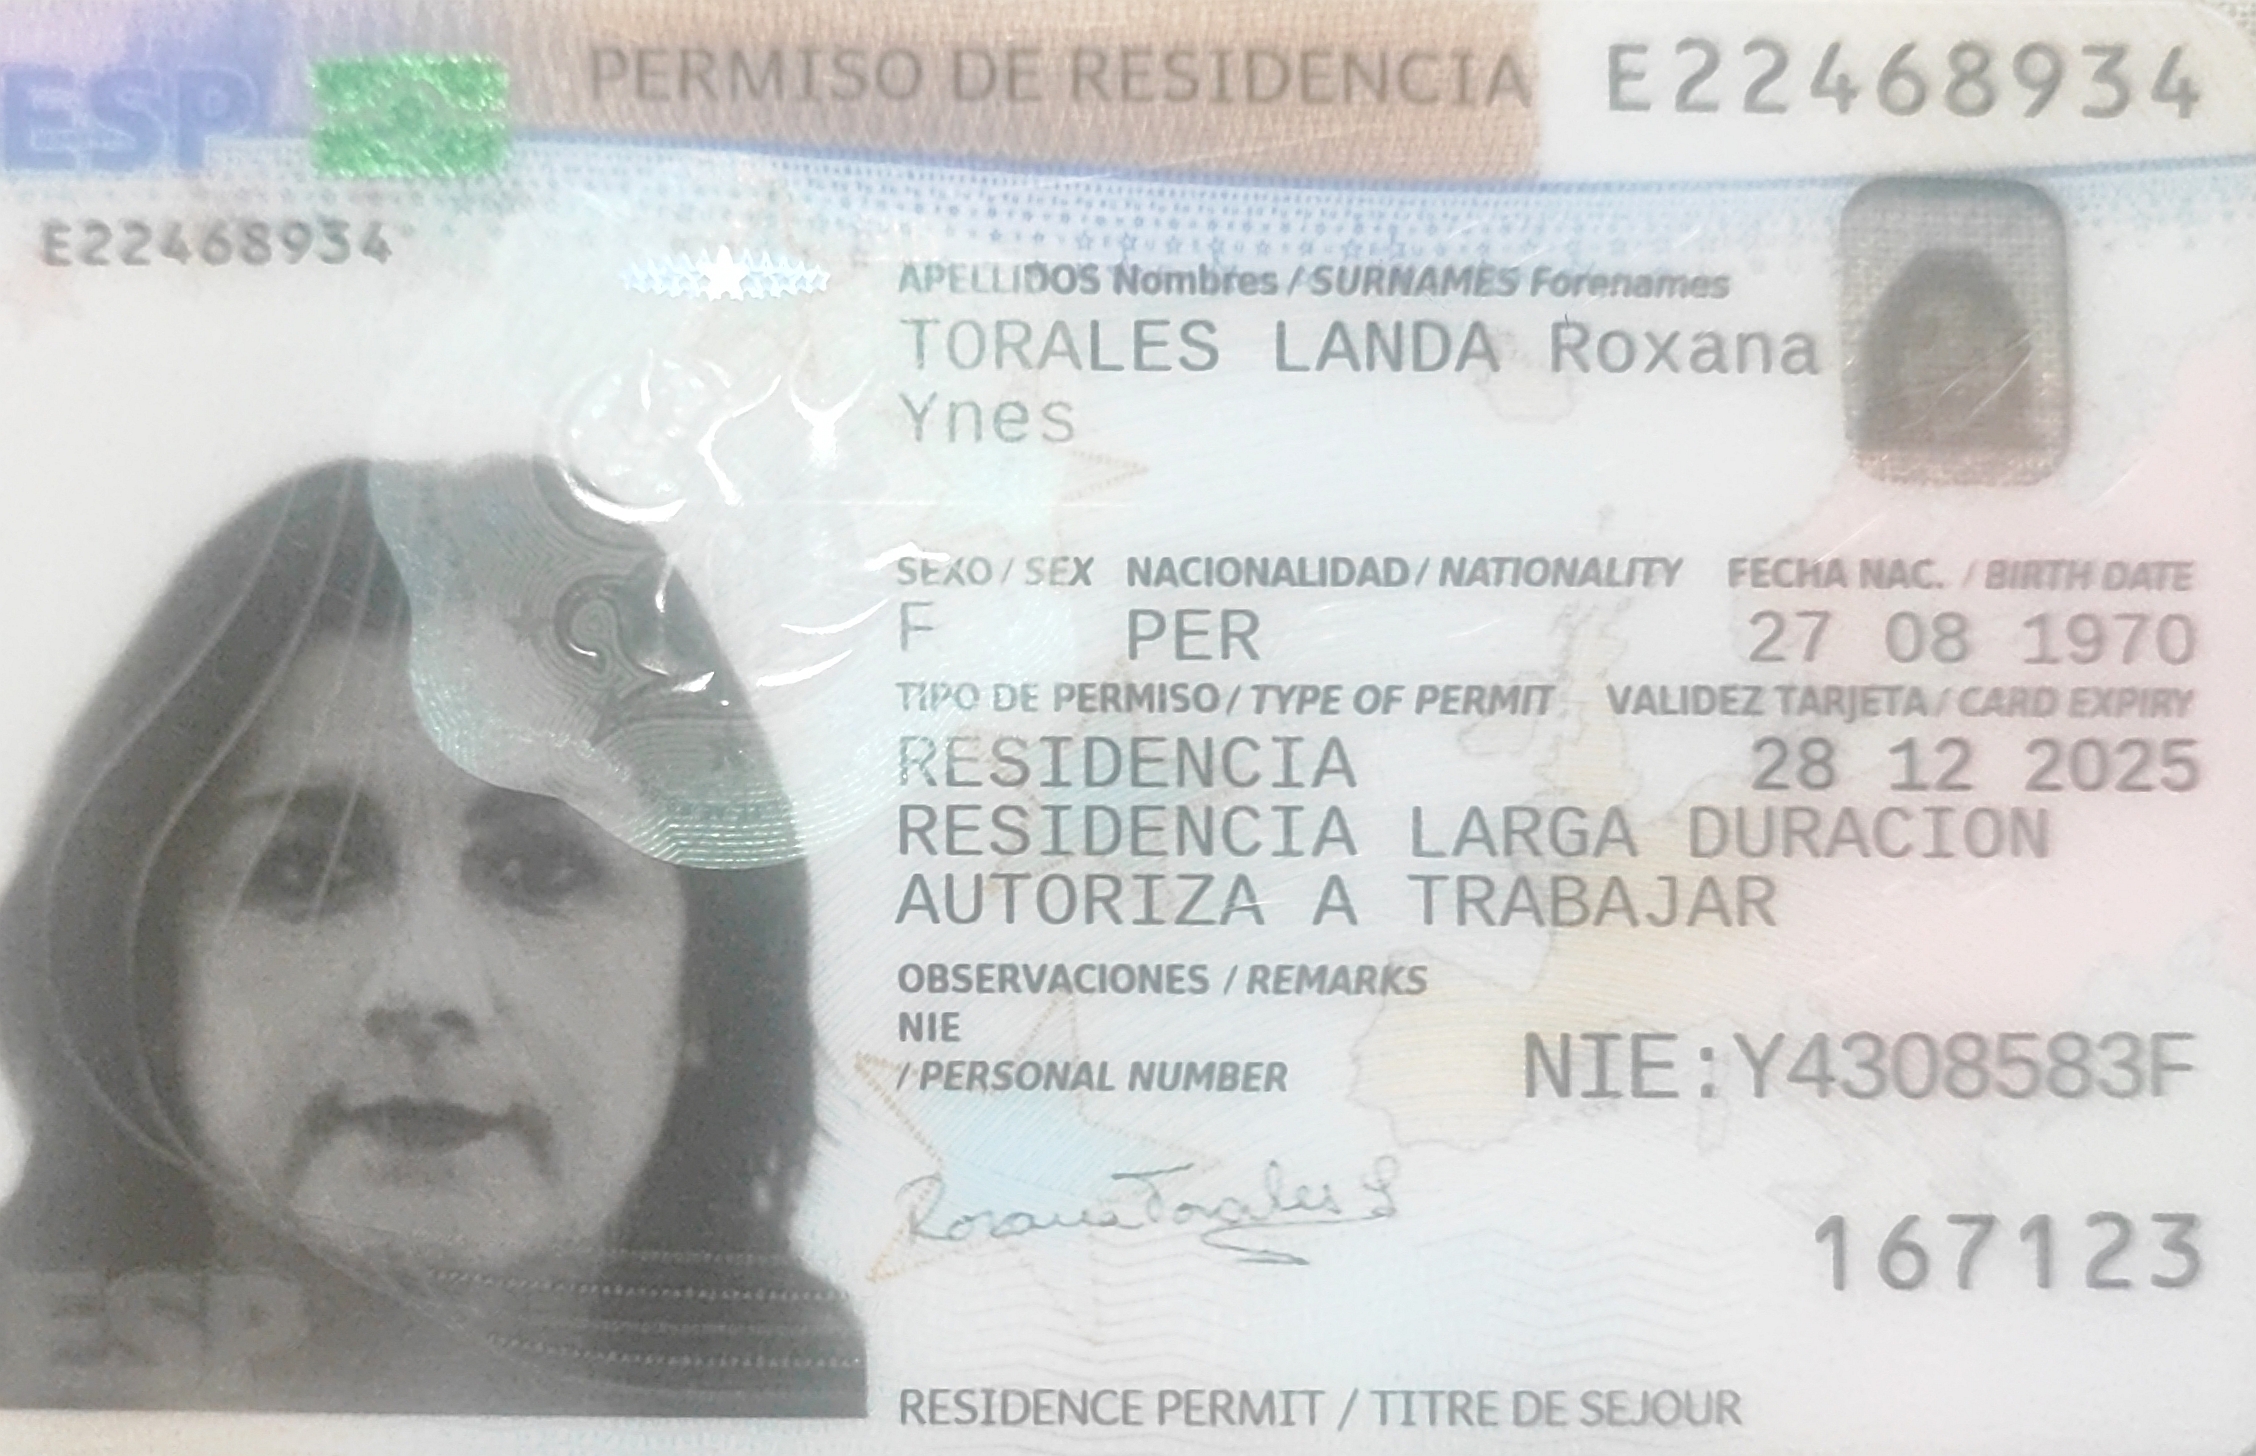 ESP
PERMISO DE RESIDENCIA
E22468934
E22468934
APELLIDOS Nombres / SURNAMES Forenames
TORALES LANDA Roxana
Ynes
SEXO / SEX NACIONALIDAD / NATIONALITY FECHA NAC. / BIRTH DATE
F PER 27 08 1970
TIPO DE PERMISO / TYPE OF PERMIT VALIDEZ TARJETA / CARD EXPIRY
RESIDENCIA 28 12 2025
RESIDENCIA LARGA DURACION
AUTORIZA A TRABAJAR
OBSERVACIONES / REMARKS
NIE
/ PERSONAL NUMBER
NIE:Y4308583F
Roxana Torales L
167123
ESP
RESIDENCE PERMIT / TITRE DE SEJOUR